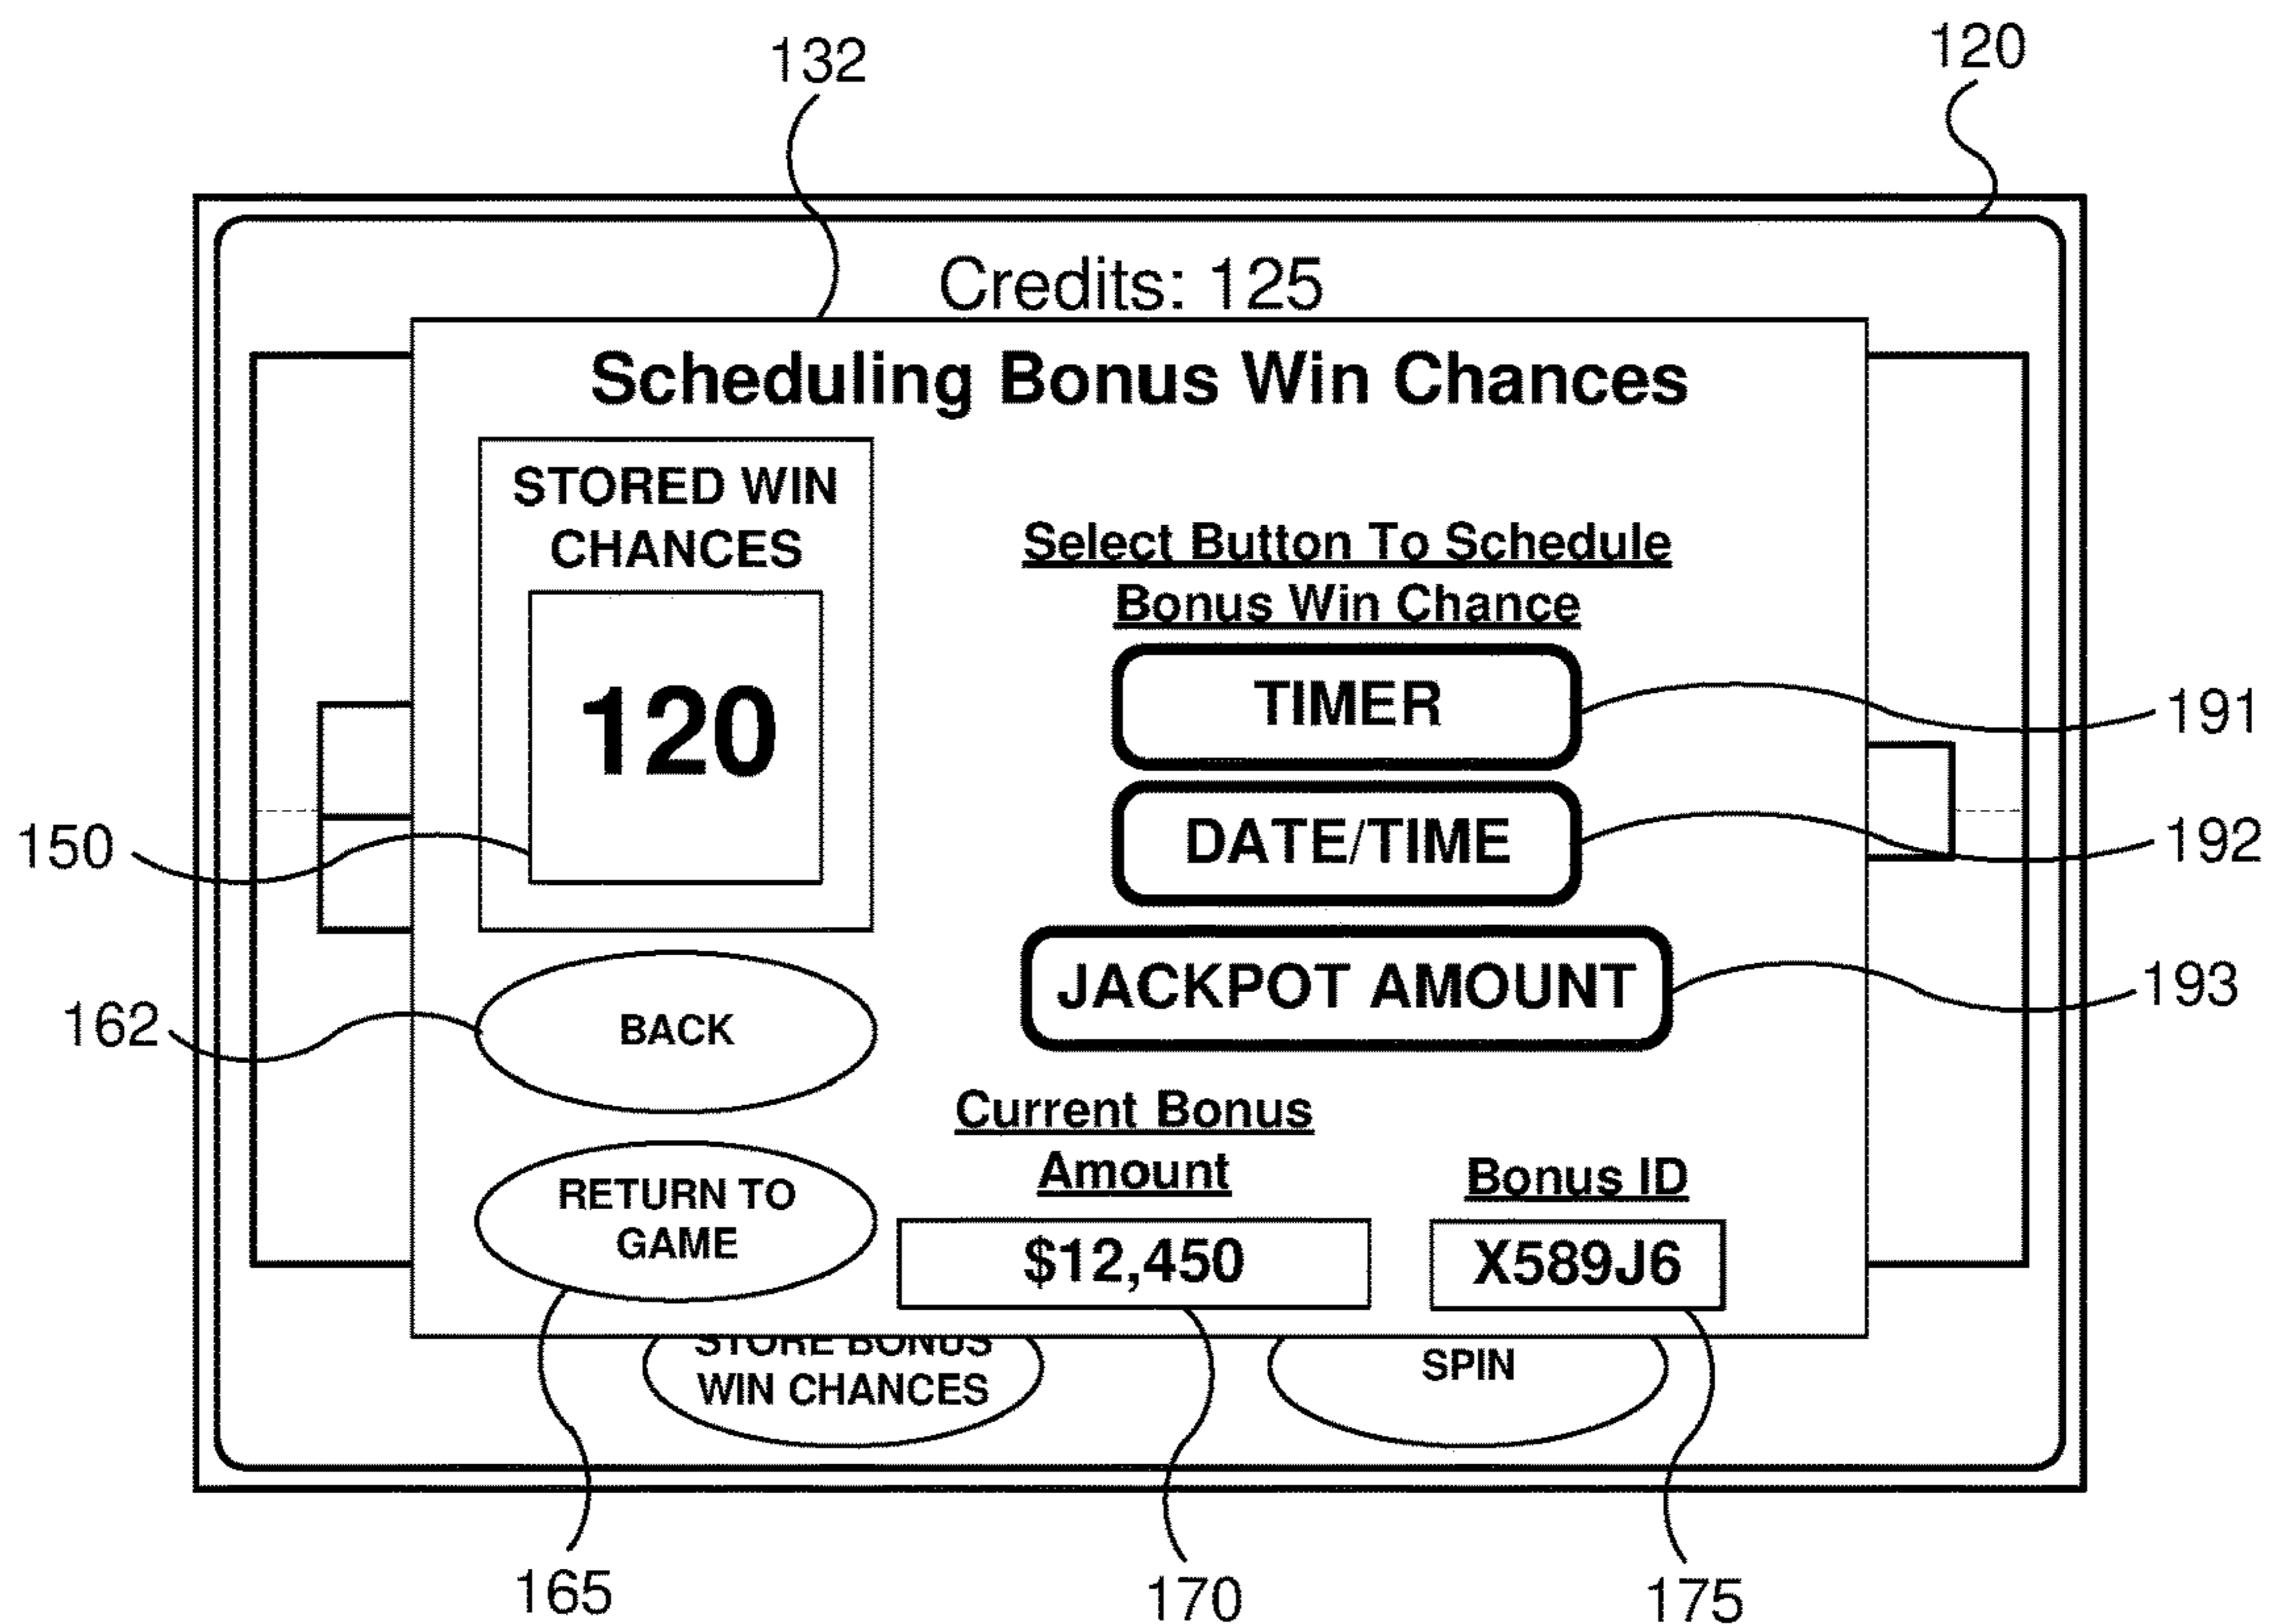 132
120
Credits: 125
Scheduling Bonus Win Chances
STORED WIN
CHANCES
120
Select Button To Schedule
Bonus Win Chance
TIMER
191
DATE/TIME
192
150
JACKPOT AMOUNT
193
162
BACK
Current Bonus
Amount
$12,450
Bonus ID
X589J6
RETURN TO
GAME
STORE BONUS
WIN CHANCES
SPIN
165
170
175